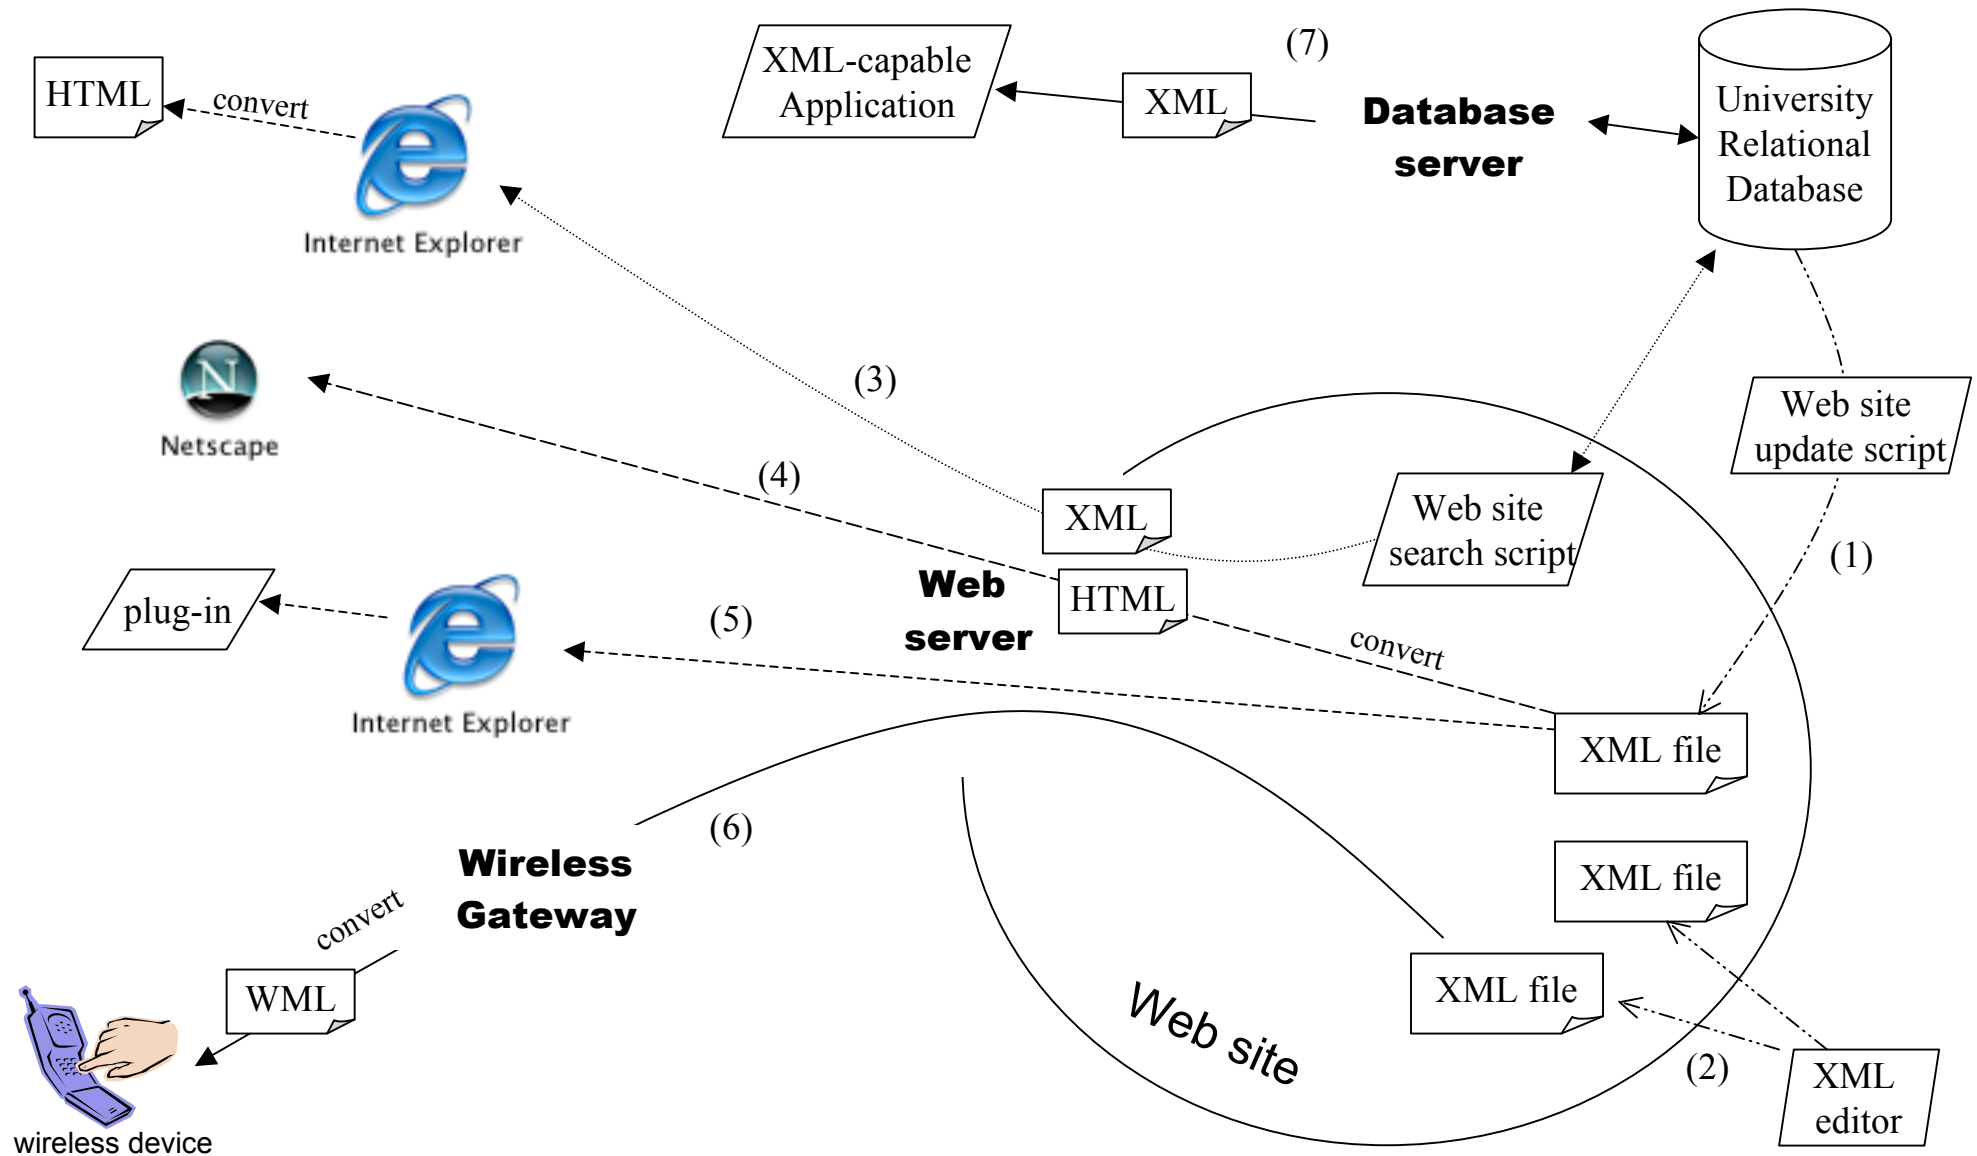 HTML
convert
Internet Explorer
XML-capable
Application
XML
(7)
Database
server
University
Relational
Database
Netscape
(3)
(4)
Web site
update script
XML
Web site
search script
(1)
Web
server
HTML
convert
plug-in
(5)
Internet Explorer
XML file
(6)
XML file
Wireless
Gateway
convert
WML
XML file
Web site
(2)
XML
editor
wireless device